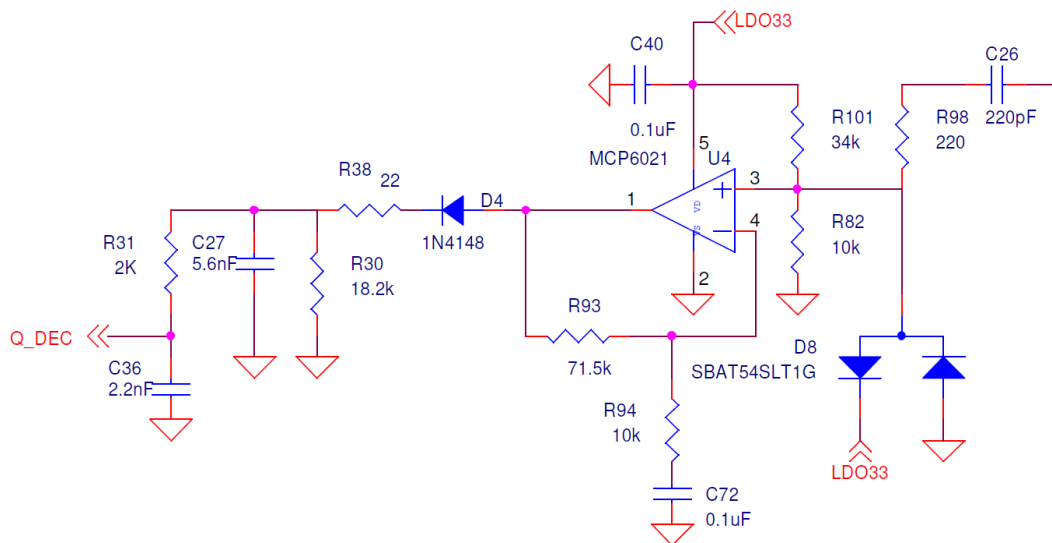 LDO33
C40
C26
0.1uF
R101
34k
R98
220
220pF
5
MCP6021
U4
R38
22
D4
1
3
+
VD
VS
−
4
1N4148
R82
10k
R31
2K
C27
5.6nF
R30
18.2k
2
R93
71.5k
Q_DEC
D8
SBAT54SLT1G
C36
2.2nF
R94
10k
LDO33
C72
0.1uF